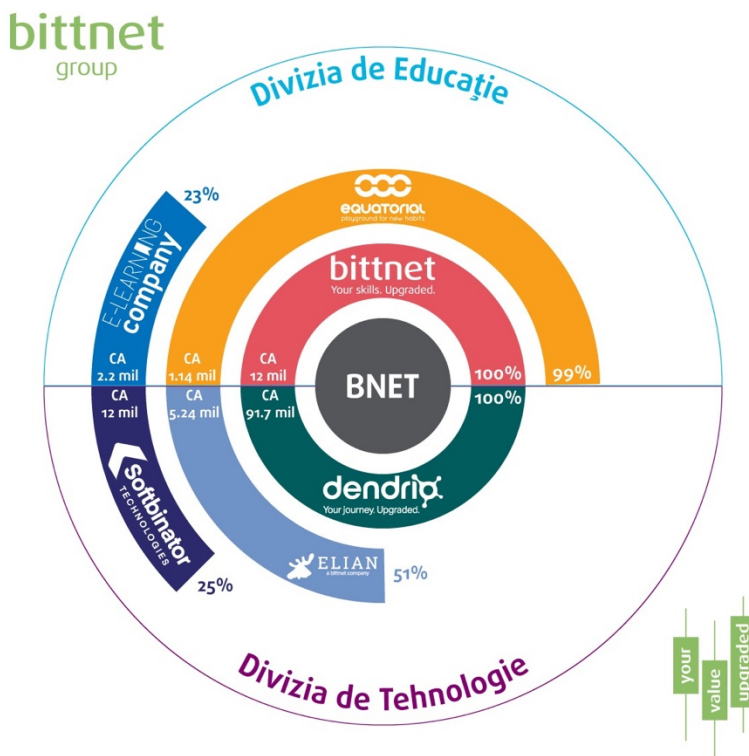 bittnet
group
Divizia de Educație
23%
E-LEARNING
company
equatorial
playground for new habits
bittnet
Your skills. Upgraded.
BNET
CA
2.2 mil
CA
1.14 mil
CA
12 mil
100%
99%
CA
12 mil
CA
5.24 mil
CA
91.7 mil
100%
dendrio
Your journey. Upgraded.
Softbinator
TECHNOLOGIES
25%
ELIAN
a bittnet company
51%
Divizia de Tehnologie
your
value
upgraded